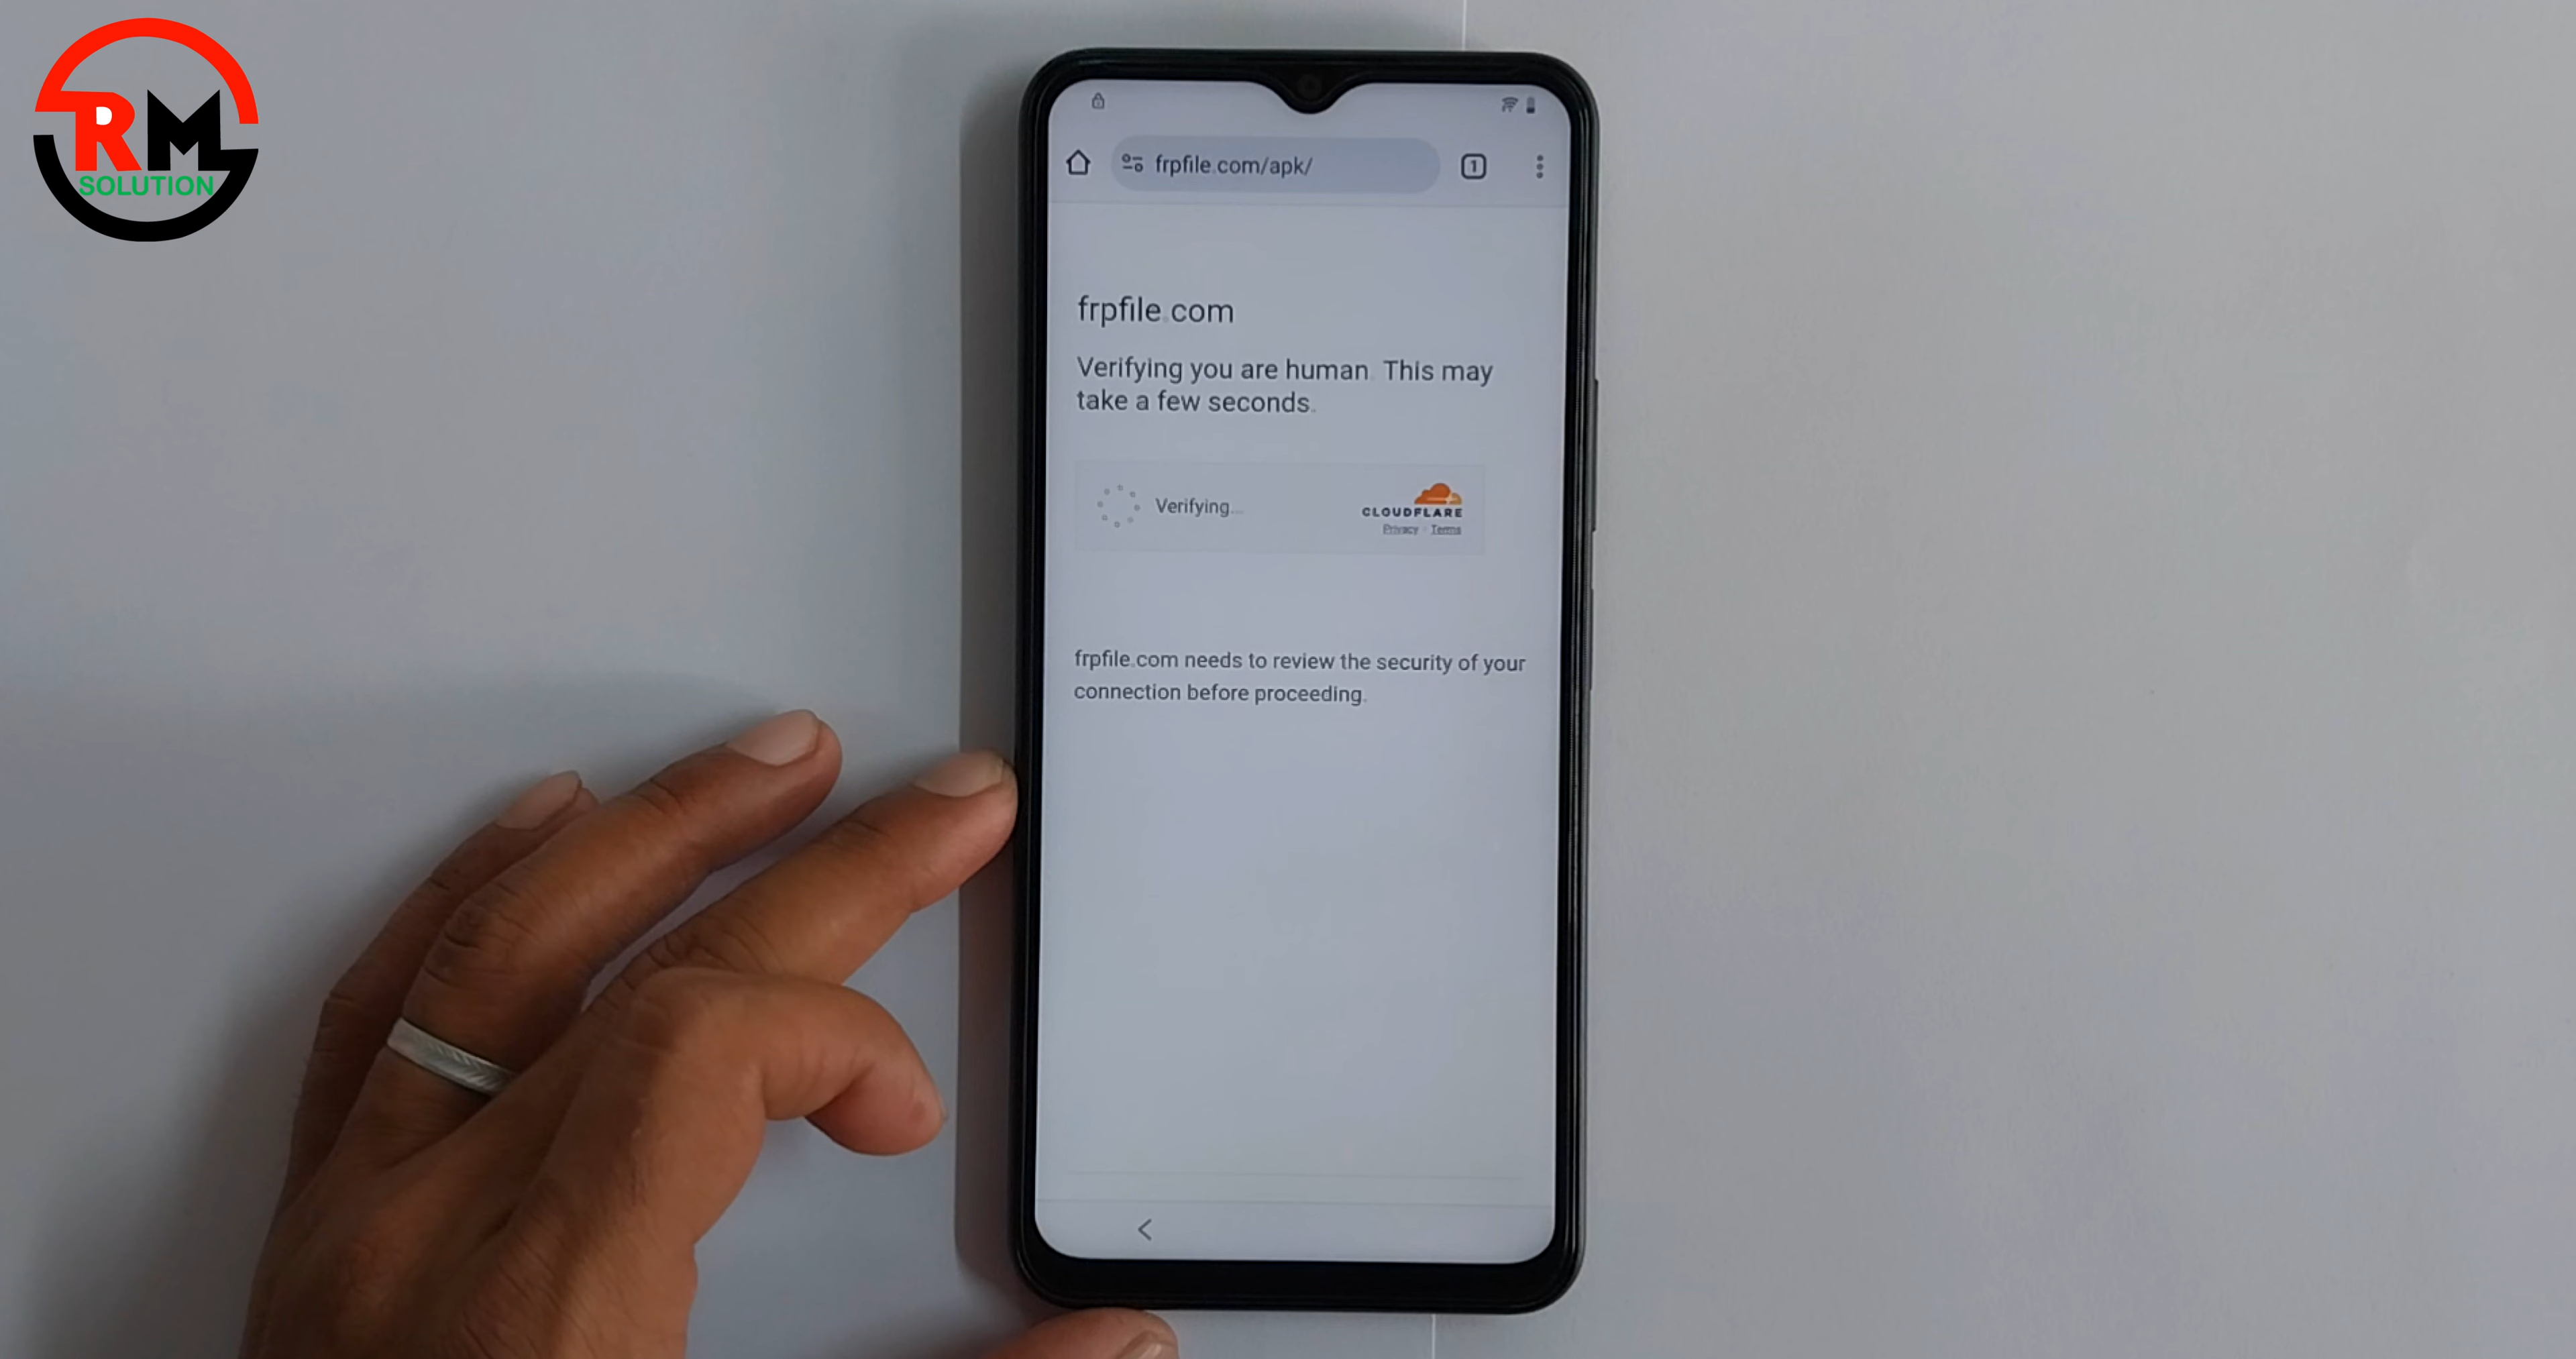 RM
SOLUTION
frpfile.com/apk/
1
frpfile.com
Verifying you are human. This may
take a few seconds.
Verifying...
CLOUDFLARE
Privacy · Terms
frpfile.com needs to review the security of your
connection before proceeding.